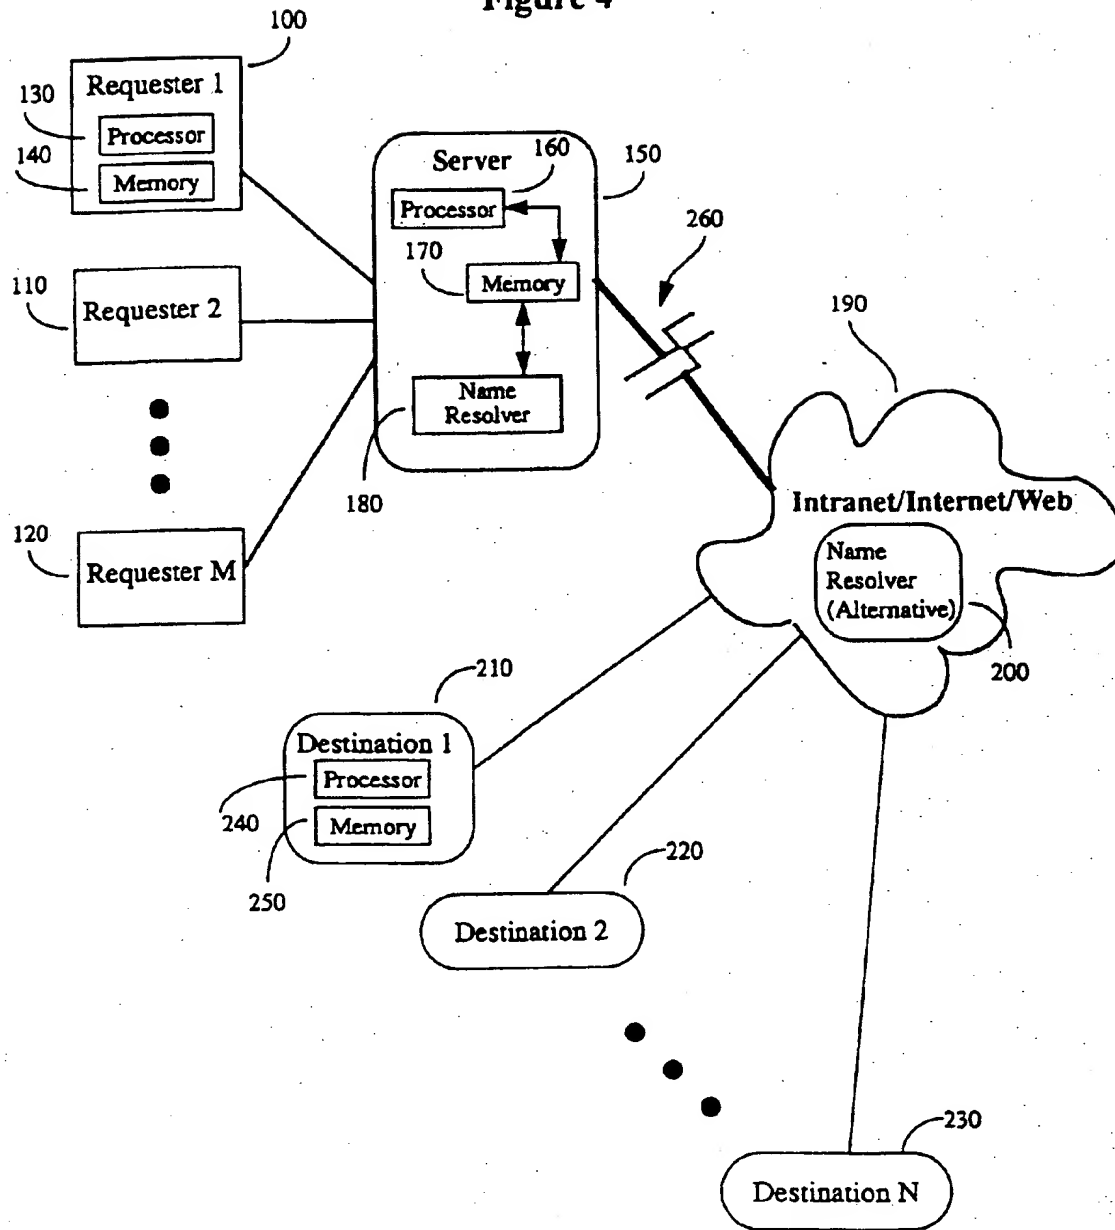 Figure 4
100
Requester 1
130
Processor
140
Memory
110
Requester 2
120
Requester M
Server
160
150
Processor
170
Memory
Name
Resolver
180
260
190
Intranet/Internet/Web
Name
Resolver
(Alternative)
200
210
Destination 1
Processor
240
Memory
250
220
Destination 2
230
Destination N